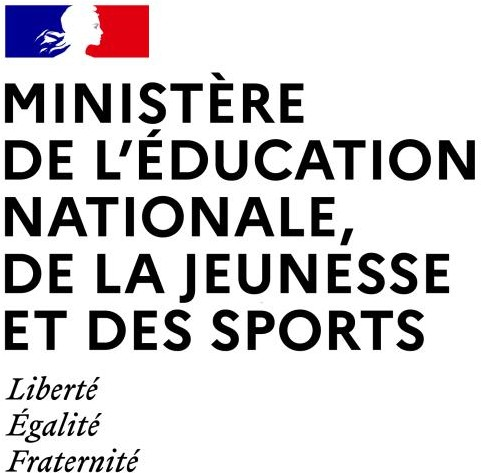 MINISTÈRE
DE L’ÉDUCATION
NATIONALE,
DE LA JEUNESSE
ET DES SPORTS
Liberté
Égalité
Fraternité